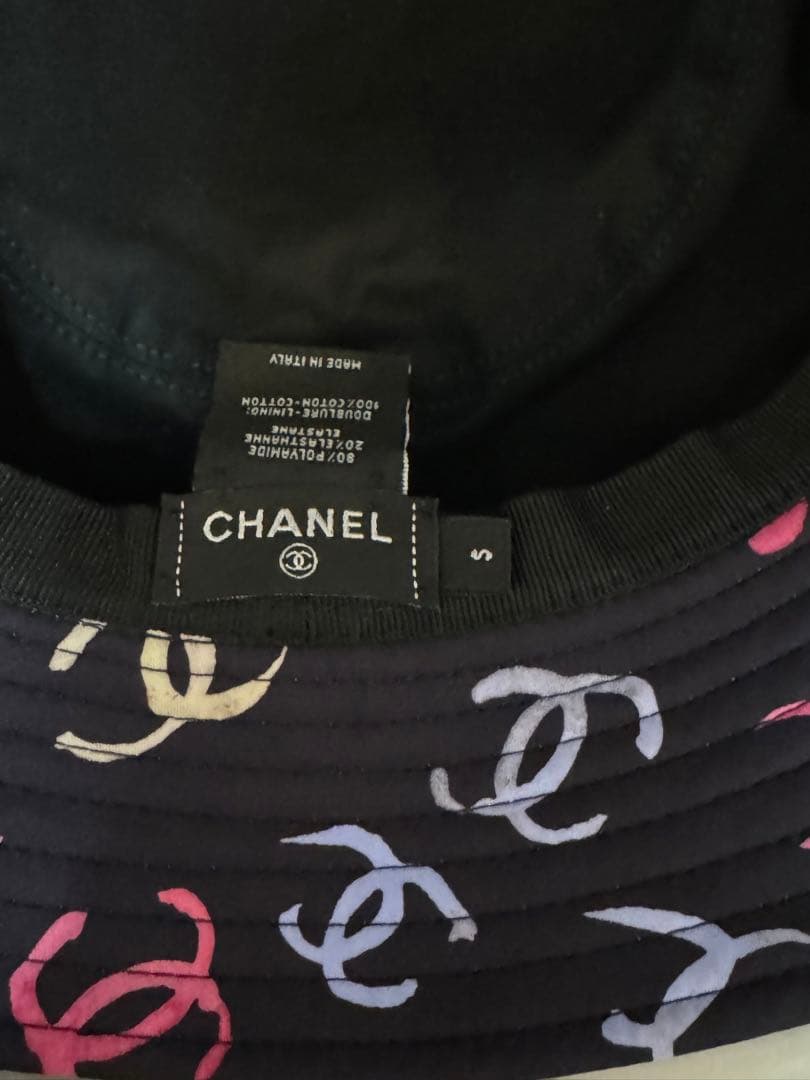 CHANEL
S
80% POLYAMIDE
20% ELASTHANNE
ELASTANE
DOUBLURE-LINING:
100% COTON-COTTON
MADE IN ITALY